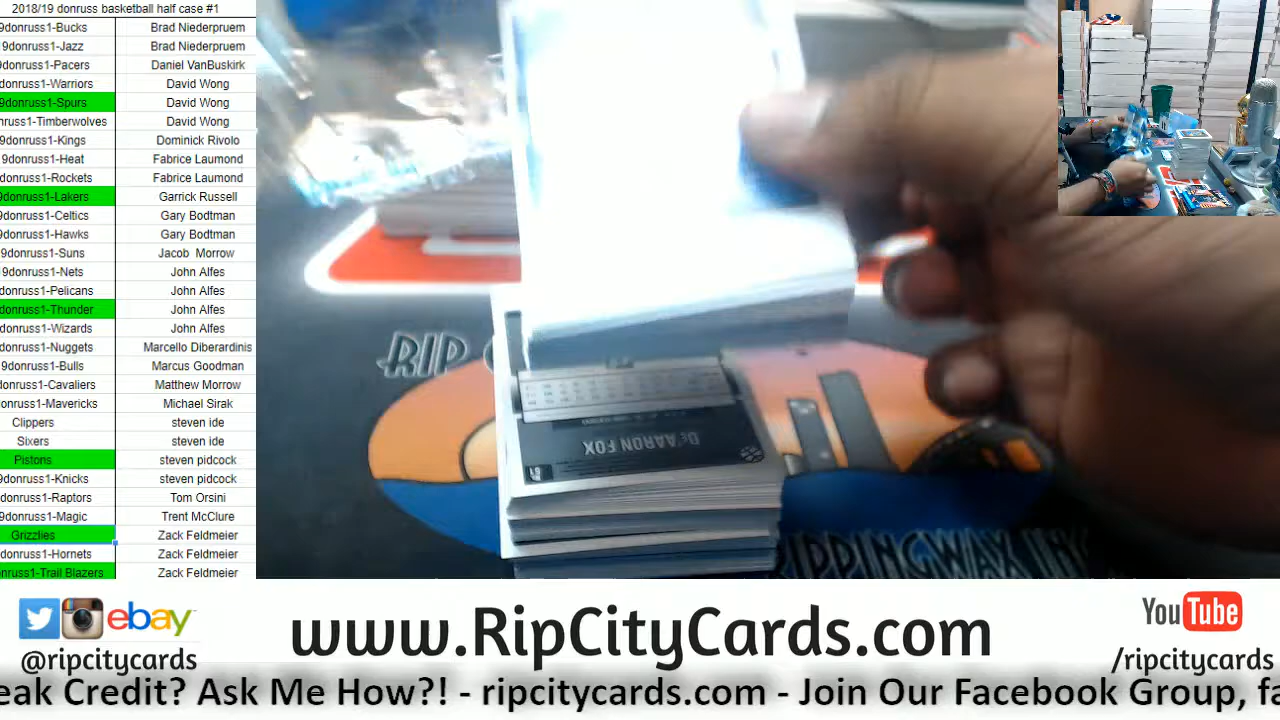 2018/19 donruss basketball half case #1
9donruss1-Bucks Brad Niederpruem
9donruss1-Jazz Brad Niederpruem
9donruss1-Pacers Daniel VanBuskirk
donruss1-Warriors David Wong
9donruss1-Spurs David Wong
nruss1-Timberwolves David Wong
9donruss1-Kings Dominick Rivolo
9donruss1-Heat Fabrice Laumond
9donruss1-Rockets Fabrice Laumond
9donruss1-Lakers Garrick Russell
9donruss1-Celtics Gary Bodtman
9donruss1-Hawks Gary Bodtman
9donruss1-Suns Jacob Morrow
9donruss1-Nets John Alfes
donruss1-Pelicans John Alfes
donruss1-Thunder John Alfes
donruss1-Wizards John Alfes
donruss1-Nuggets Marcello Diberardinis
9donruss1-Bulls Marcus Goodman
donruss1-Cavaliers Matthew Morrow
onruss1-Mavericks Michael Sirak
Clippers steven ide
Sixers steven ide
Pistons steven pidcock
donruss1-Knicks steven pidcock
donruss1-Raptors Tom Orsini
9donruss1-Magic Trent McClure
Grizzlies Zack Feldmeier
donruss1-Hornets Zack Feldmeier
nruss1-Trail Blazers Zack Feldmeier
RIP
De'AARON FOX
RIPPINGWAX IN
ebay
@ripcitycards
www.RipCityCards.com
YouTube
/ripcitycards
eak Credit? Ask Me How?! - ripcitycards.com - Join Our Facebook Group, fa